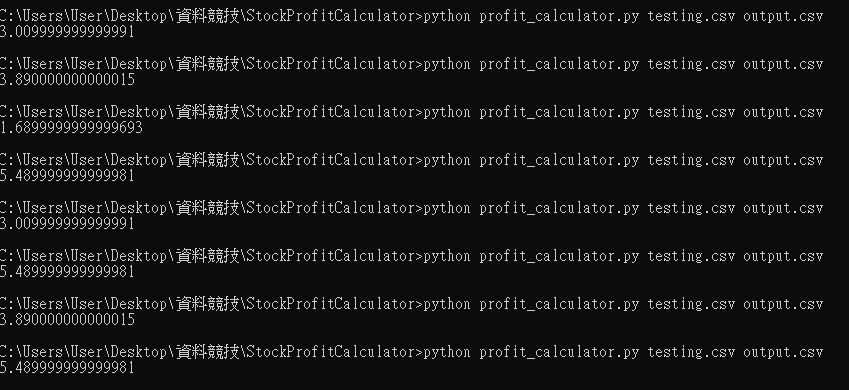 C:\Users\User\Desktop\資料競技\StockProfitCalculator>python profit_calculator.py testing.csv output.csv
3.009999999999991
C:\Users\User\Desktop\資料競技\StockProfitCalculator>python profit_calculator.py testing.csv output.csv
3.890000000000015
C:\Users\User\Desktop\資料競技\StockProfitCalculator>python profit_calculator.py testing.csv output.csv
1.6899999999999693
C:\Users\User\Desktop\資料競技\StockProfitCalculator>python profit_calculator.py testing.csv output.csv
5.489999999999981
C:\Users\User\Desktop\資料競技\StockProfitCalculator>python profit_calculator.py testing.csv output.csv
3.009999999999991
C:\Users\User\Desktop\資料競技\StockProfitCalculator>python profit_calculator.py testing.csv output.csv
5.489999999999981
C:\Users\User\Desktop\資料競技\StockProfitCalculator>python profit_calculator.py testing.csv output.csv
3.890000000000015
C:\Users\User\Desktop\資料競技\StockProfitCalculator>python profit_calculator.py testing.csv output.csv
5.489999999999981